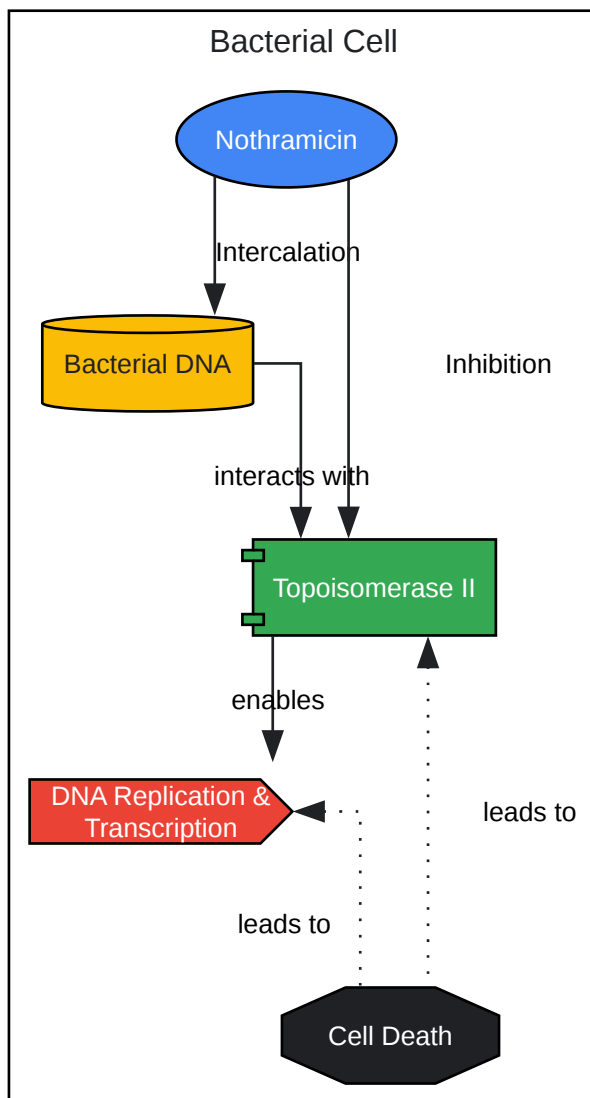 Bacterial Cell
Nothramicin
Intercalation
Bacterial DNA
Inhibition
interacts with
Topoisomerase II
enables
DNA Replication &
Transcription
leads to
leads to
Cell Death